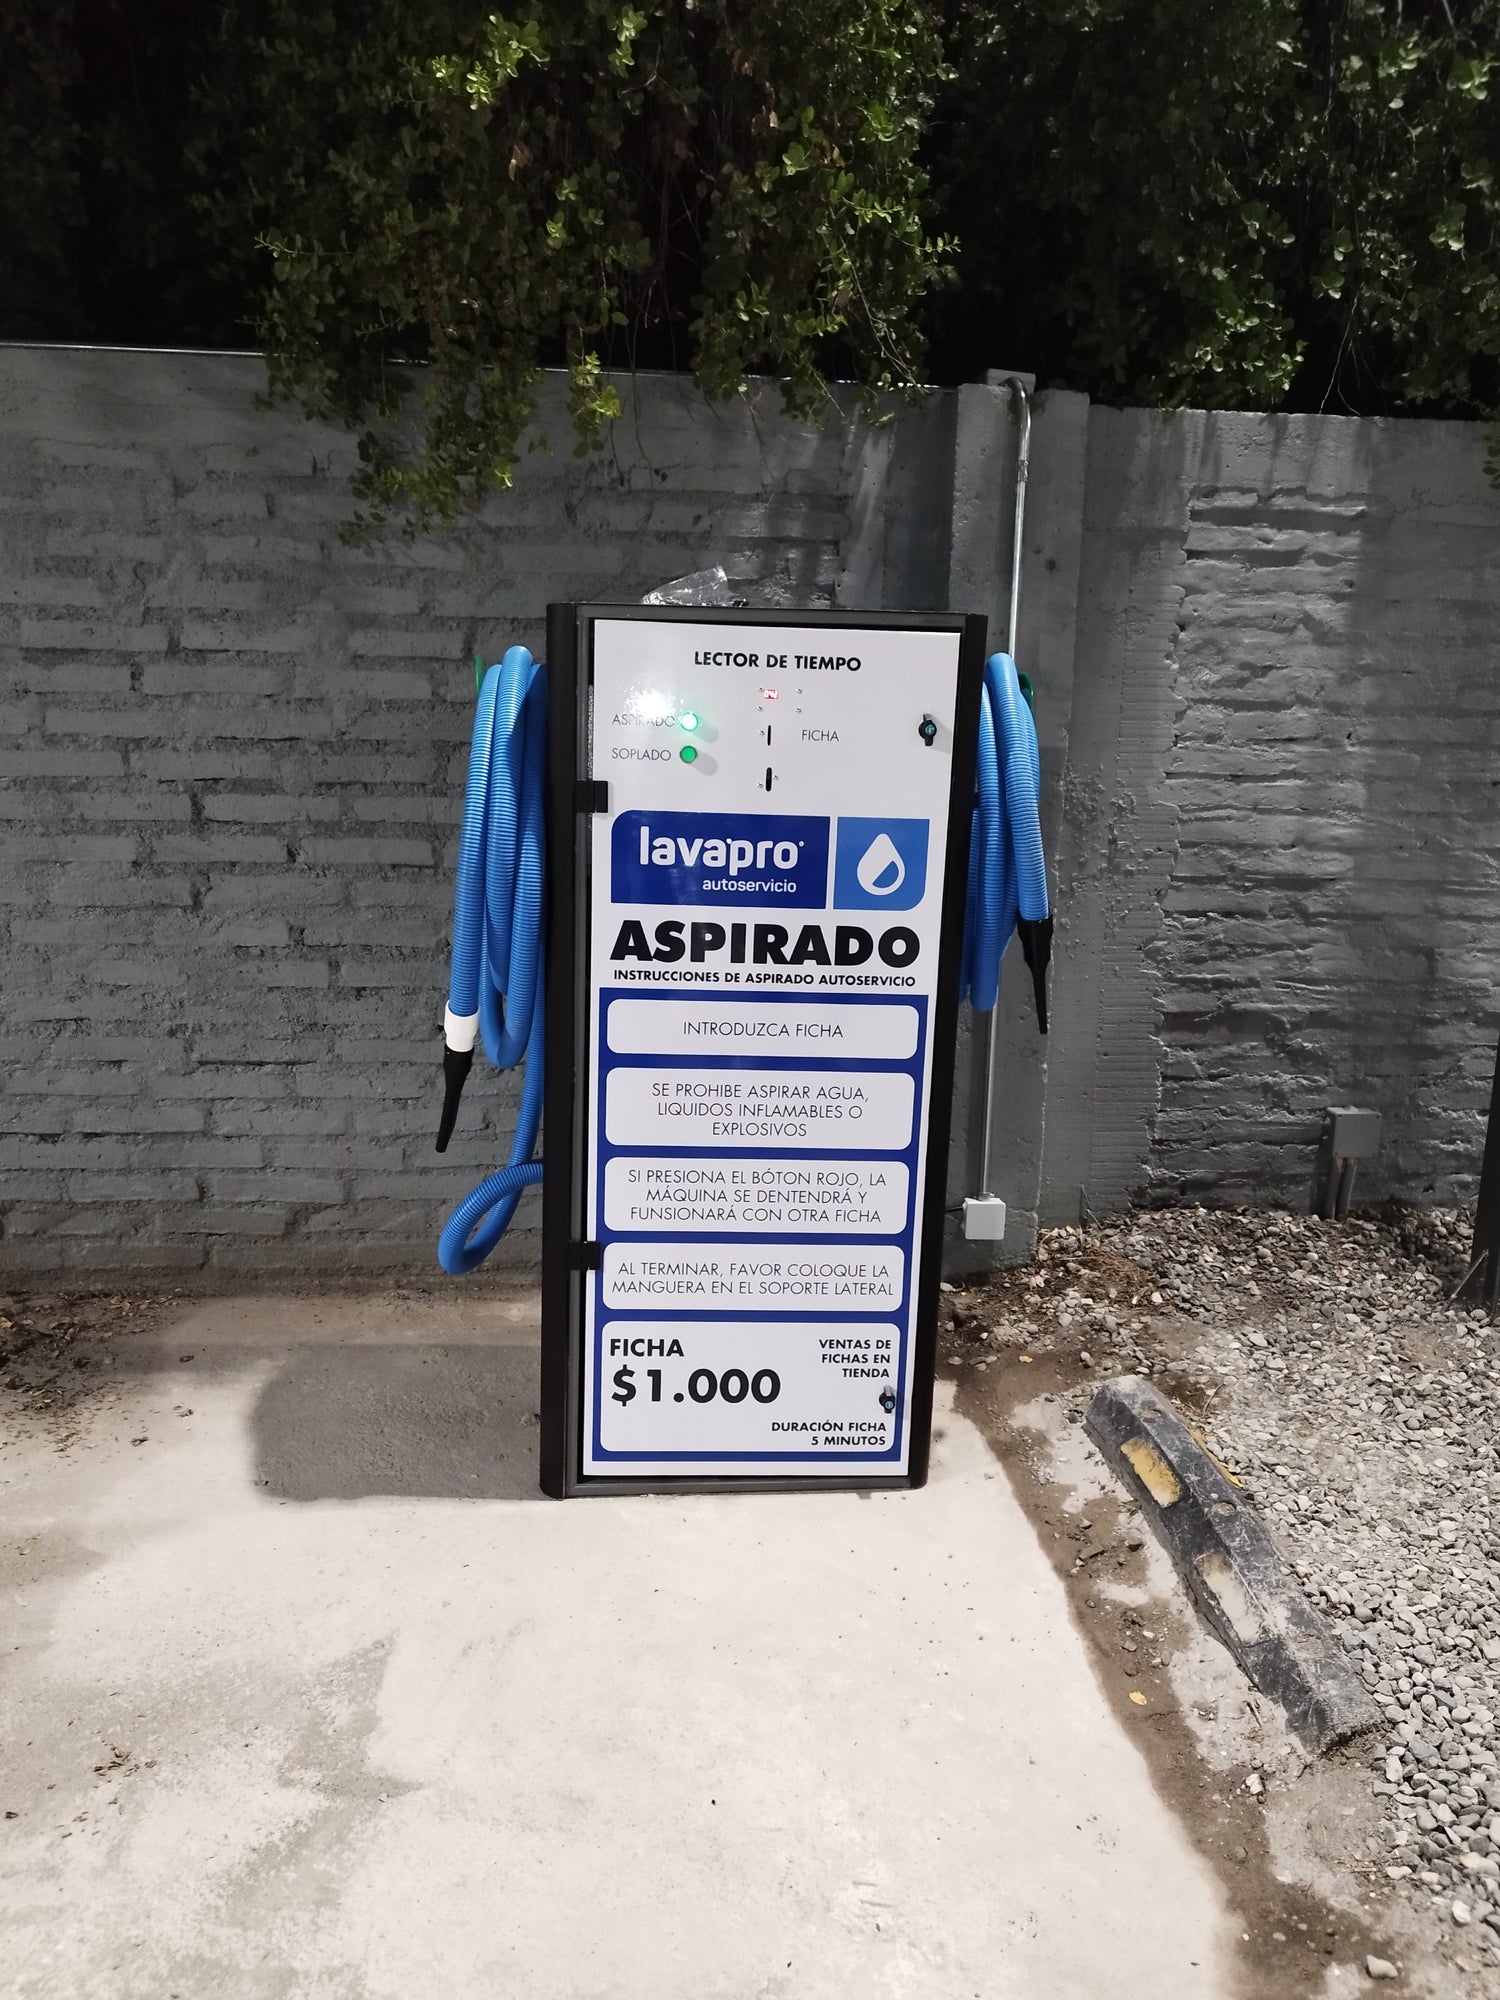 LECTOR DE TIEMPO
ASPIRADO
FICHA
SOPLADO
lavapro
autoservicio
ASPIRADO
INSTRUCCIONES DE ASPIRADO AUTOSERVICIO
INTRODUZCA FICHA
SE PROHIBE ASPIRAR AGUA,
LIQUIDOS INFLAMABLES O
EXPLOSIVOS
SI PRESIONA EL BÓTON ROJO, LA
MÁQUINA SE DENTENDRÁ Y
FUNSIONARÁ CON OTRA FICHA
AL TERMINAR, FAVOR COLOQUE LA
MANGUERA EN EL SOPORTE LATERAL
FICHA
$1.000
VENTAS DE
FICHAS EN
TIENDA
DURACIÓN FICHA
5 MINUTOS